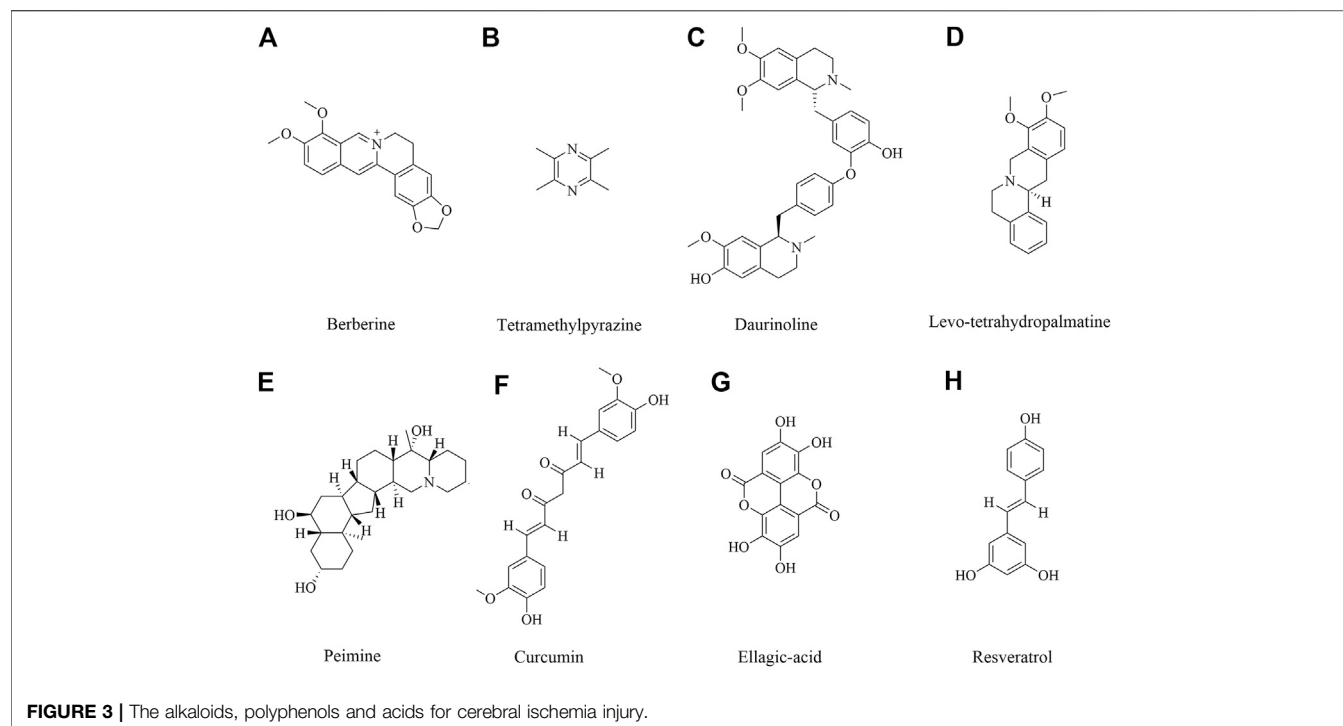 A
B
C
D
Berberine
Tetramethylpyrazine
Daurinoline
Levo-tetrahydropalmatine
E
F
G
H
Peimine
Curcumin
Ellagic-acid
Resveratrol
FIGURE 3 | The alkaloids, polyphenols and acids for cerebral ischemia injury.